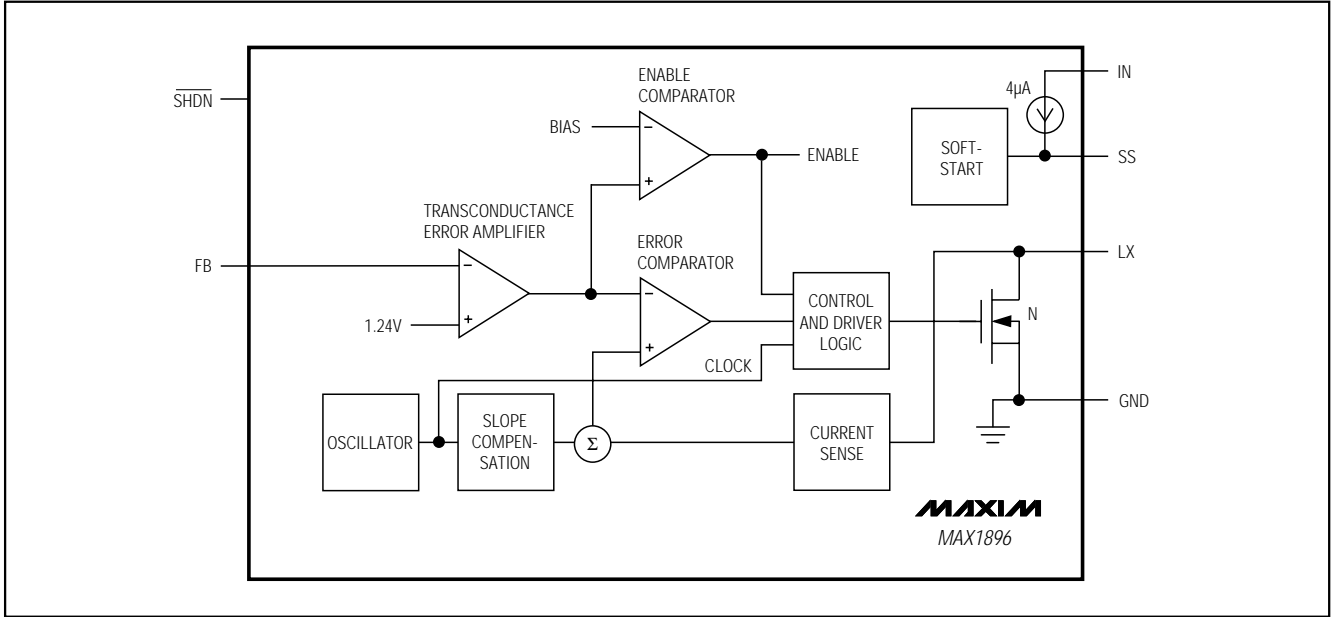 SHDN
FB
ENABLE
COMPARATOR
BIAS
−
+
ENABLE
TRANSCONDUCTANCE
ERROR AMPLIFIER
−
+
1.24V
ERROR
COMPARATOR
−
+
CLOCK
CONTROL
AND DRIVER
LOGIC
OSCILLATOR
SLOPE
COMPEN-
SATION
Σ
CURRENT
SENSE
SOFT-
START
4µA
N
IN
SS
LX
GND
MAXIM
MAX1896